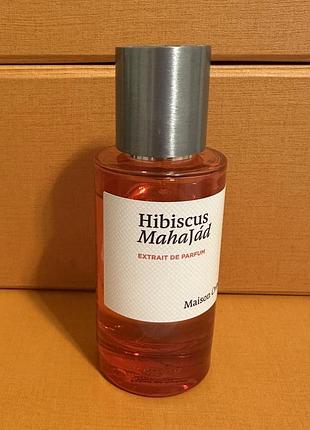 Hibiscus
MahaJád
EXTRAIT DE PARFUM
Maison